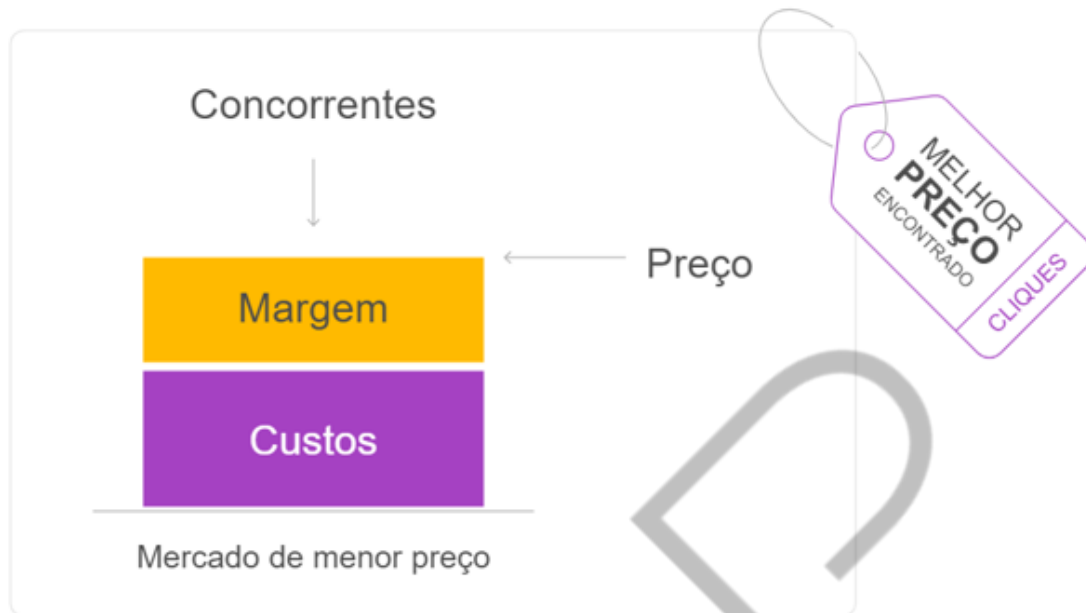 Concorrentes
Preço
Margem
Custos
Mercado de menor preço
MELHOR
PREÇO
ENCONTRADO
CLIQUES